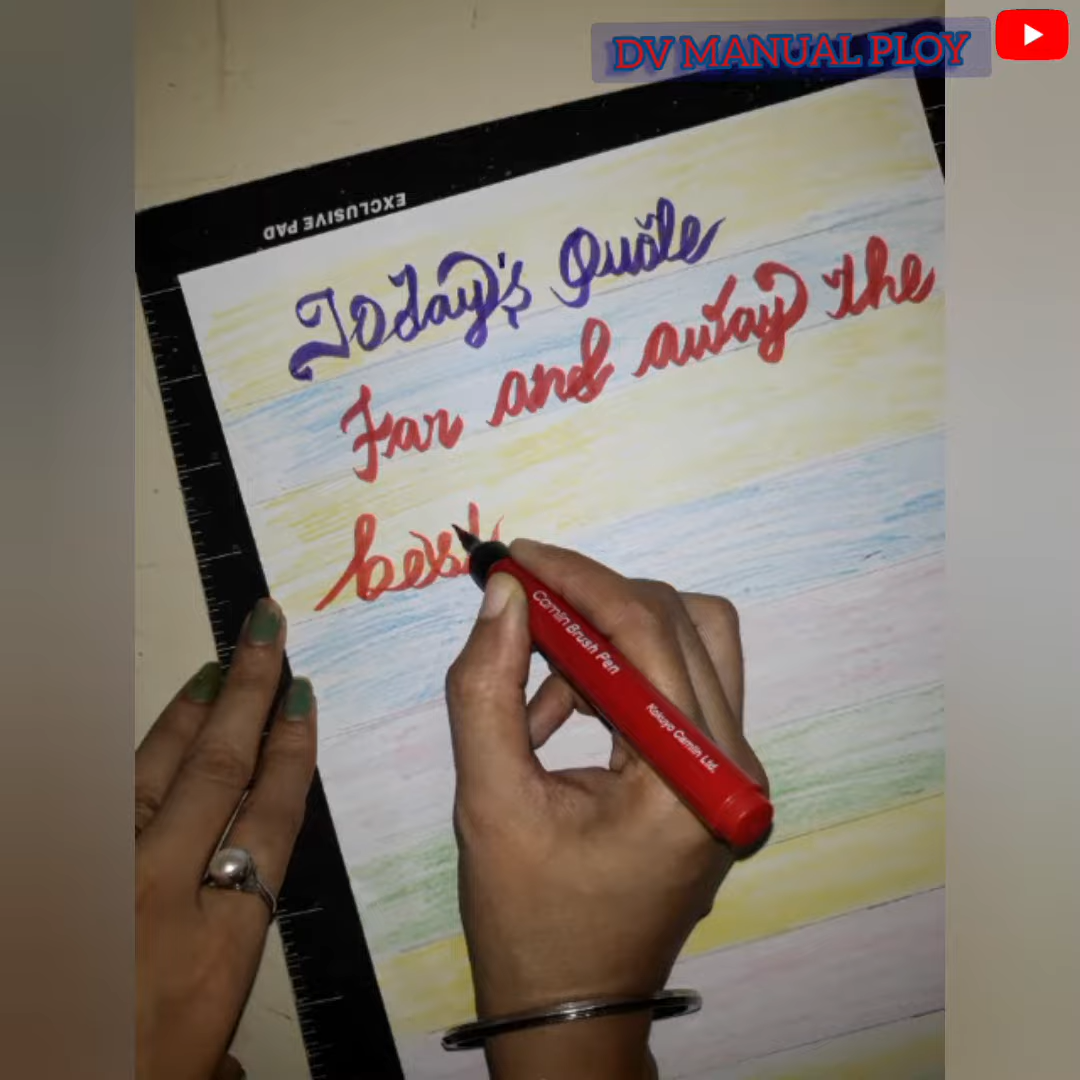 DV MANUAL PLOY
EXCLUSIVE PAD
Today's Quote
Far and away the
best
Camlin Brush Pen
Kokuyo Camlin Ltd.